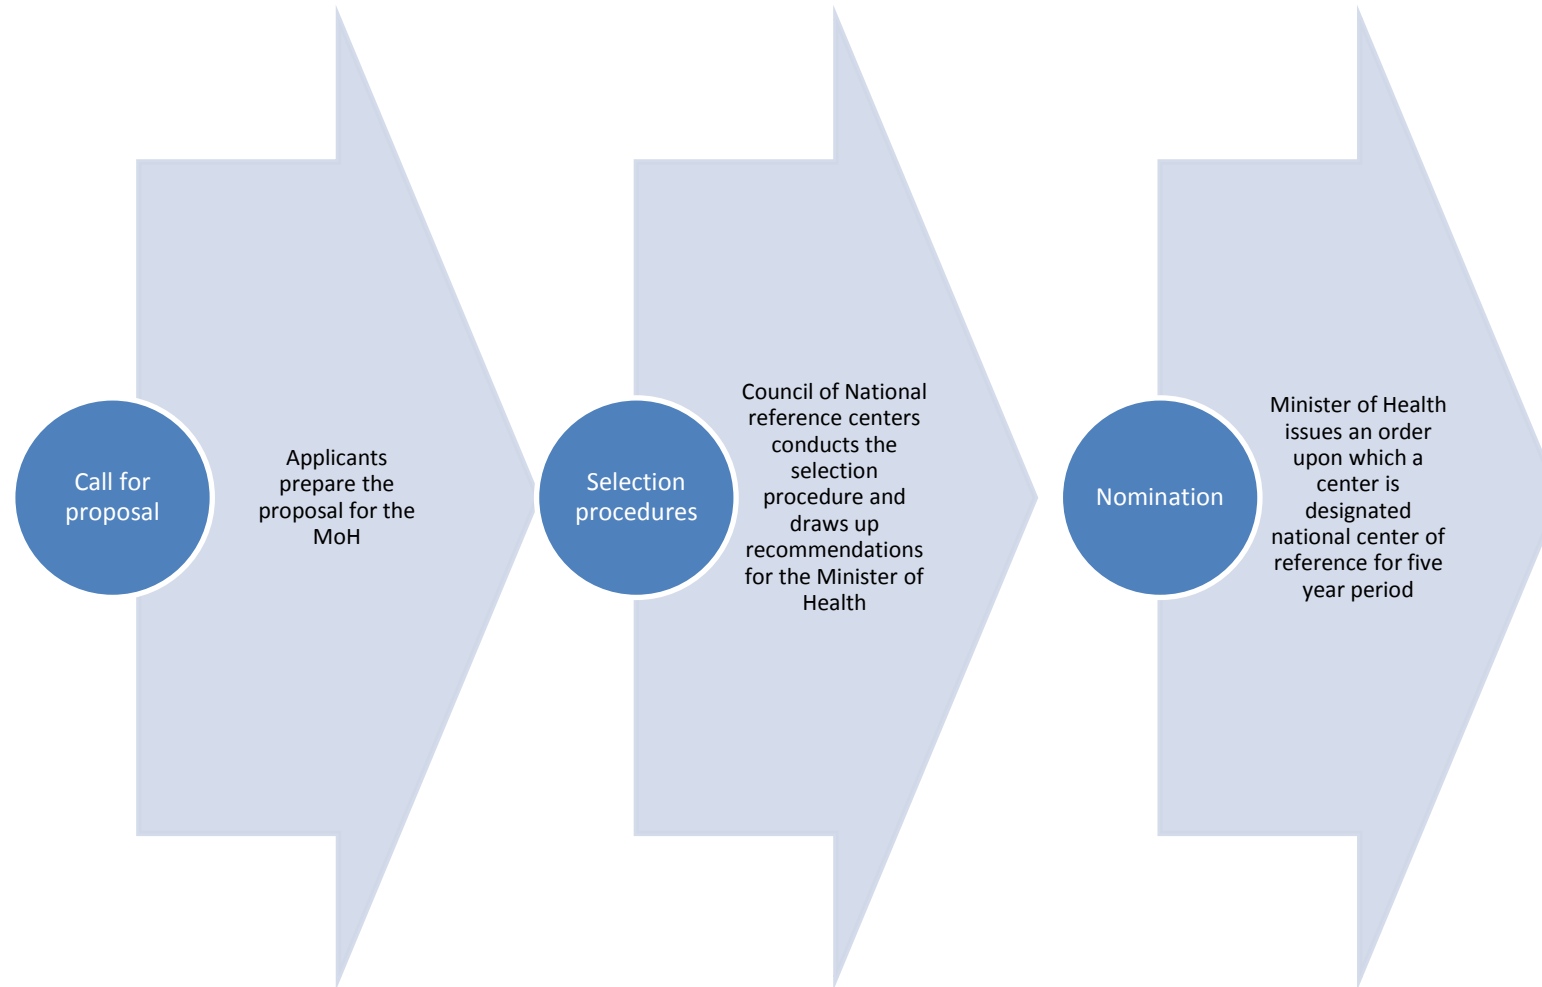 Call for
proposal
Applicants
prepare the
proposal for the
MoH
Selection
procedures
Council of National
reference centers
conducts the
selection
procedure and
draws up
recommendations
for the Minister of
Health
Nomination
Minister of Health
issues an order
upon which a
center is
designated
national center of
reference for five
year period